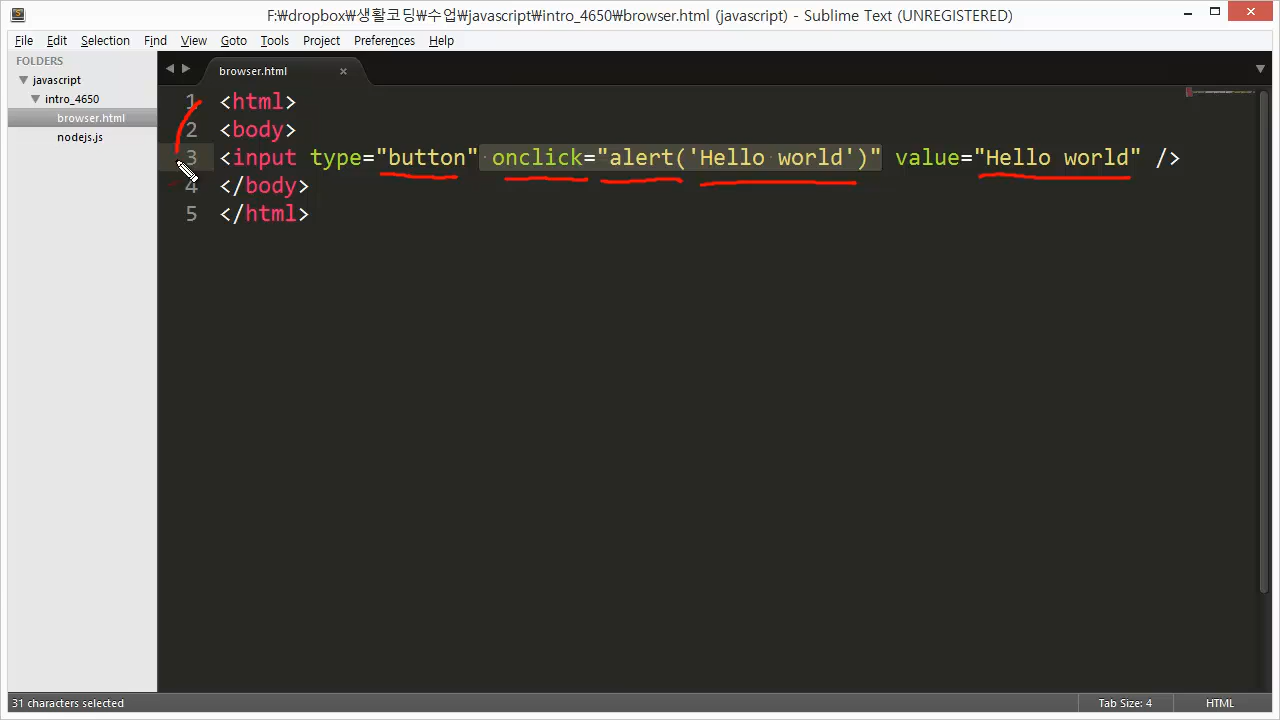 F:₩dropbox₩생활코딩₩수업₩javascript₩intro_4650₩browser.html (javascript) - Sublime Text (UNREGISTERED)
File Edit Selection Find View Goto Tools Project Preferences Help
FOLDERS
javascript
intro_4650
browser.html
nodejs.js
browser.html
1 <html>
2 <body>
3 <input type="button" onclick="alert('Hello world')" value="Hello world" />
4 </body>
5 </html>
31 characters selected
Tab Size: 4
HTML